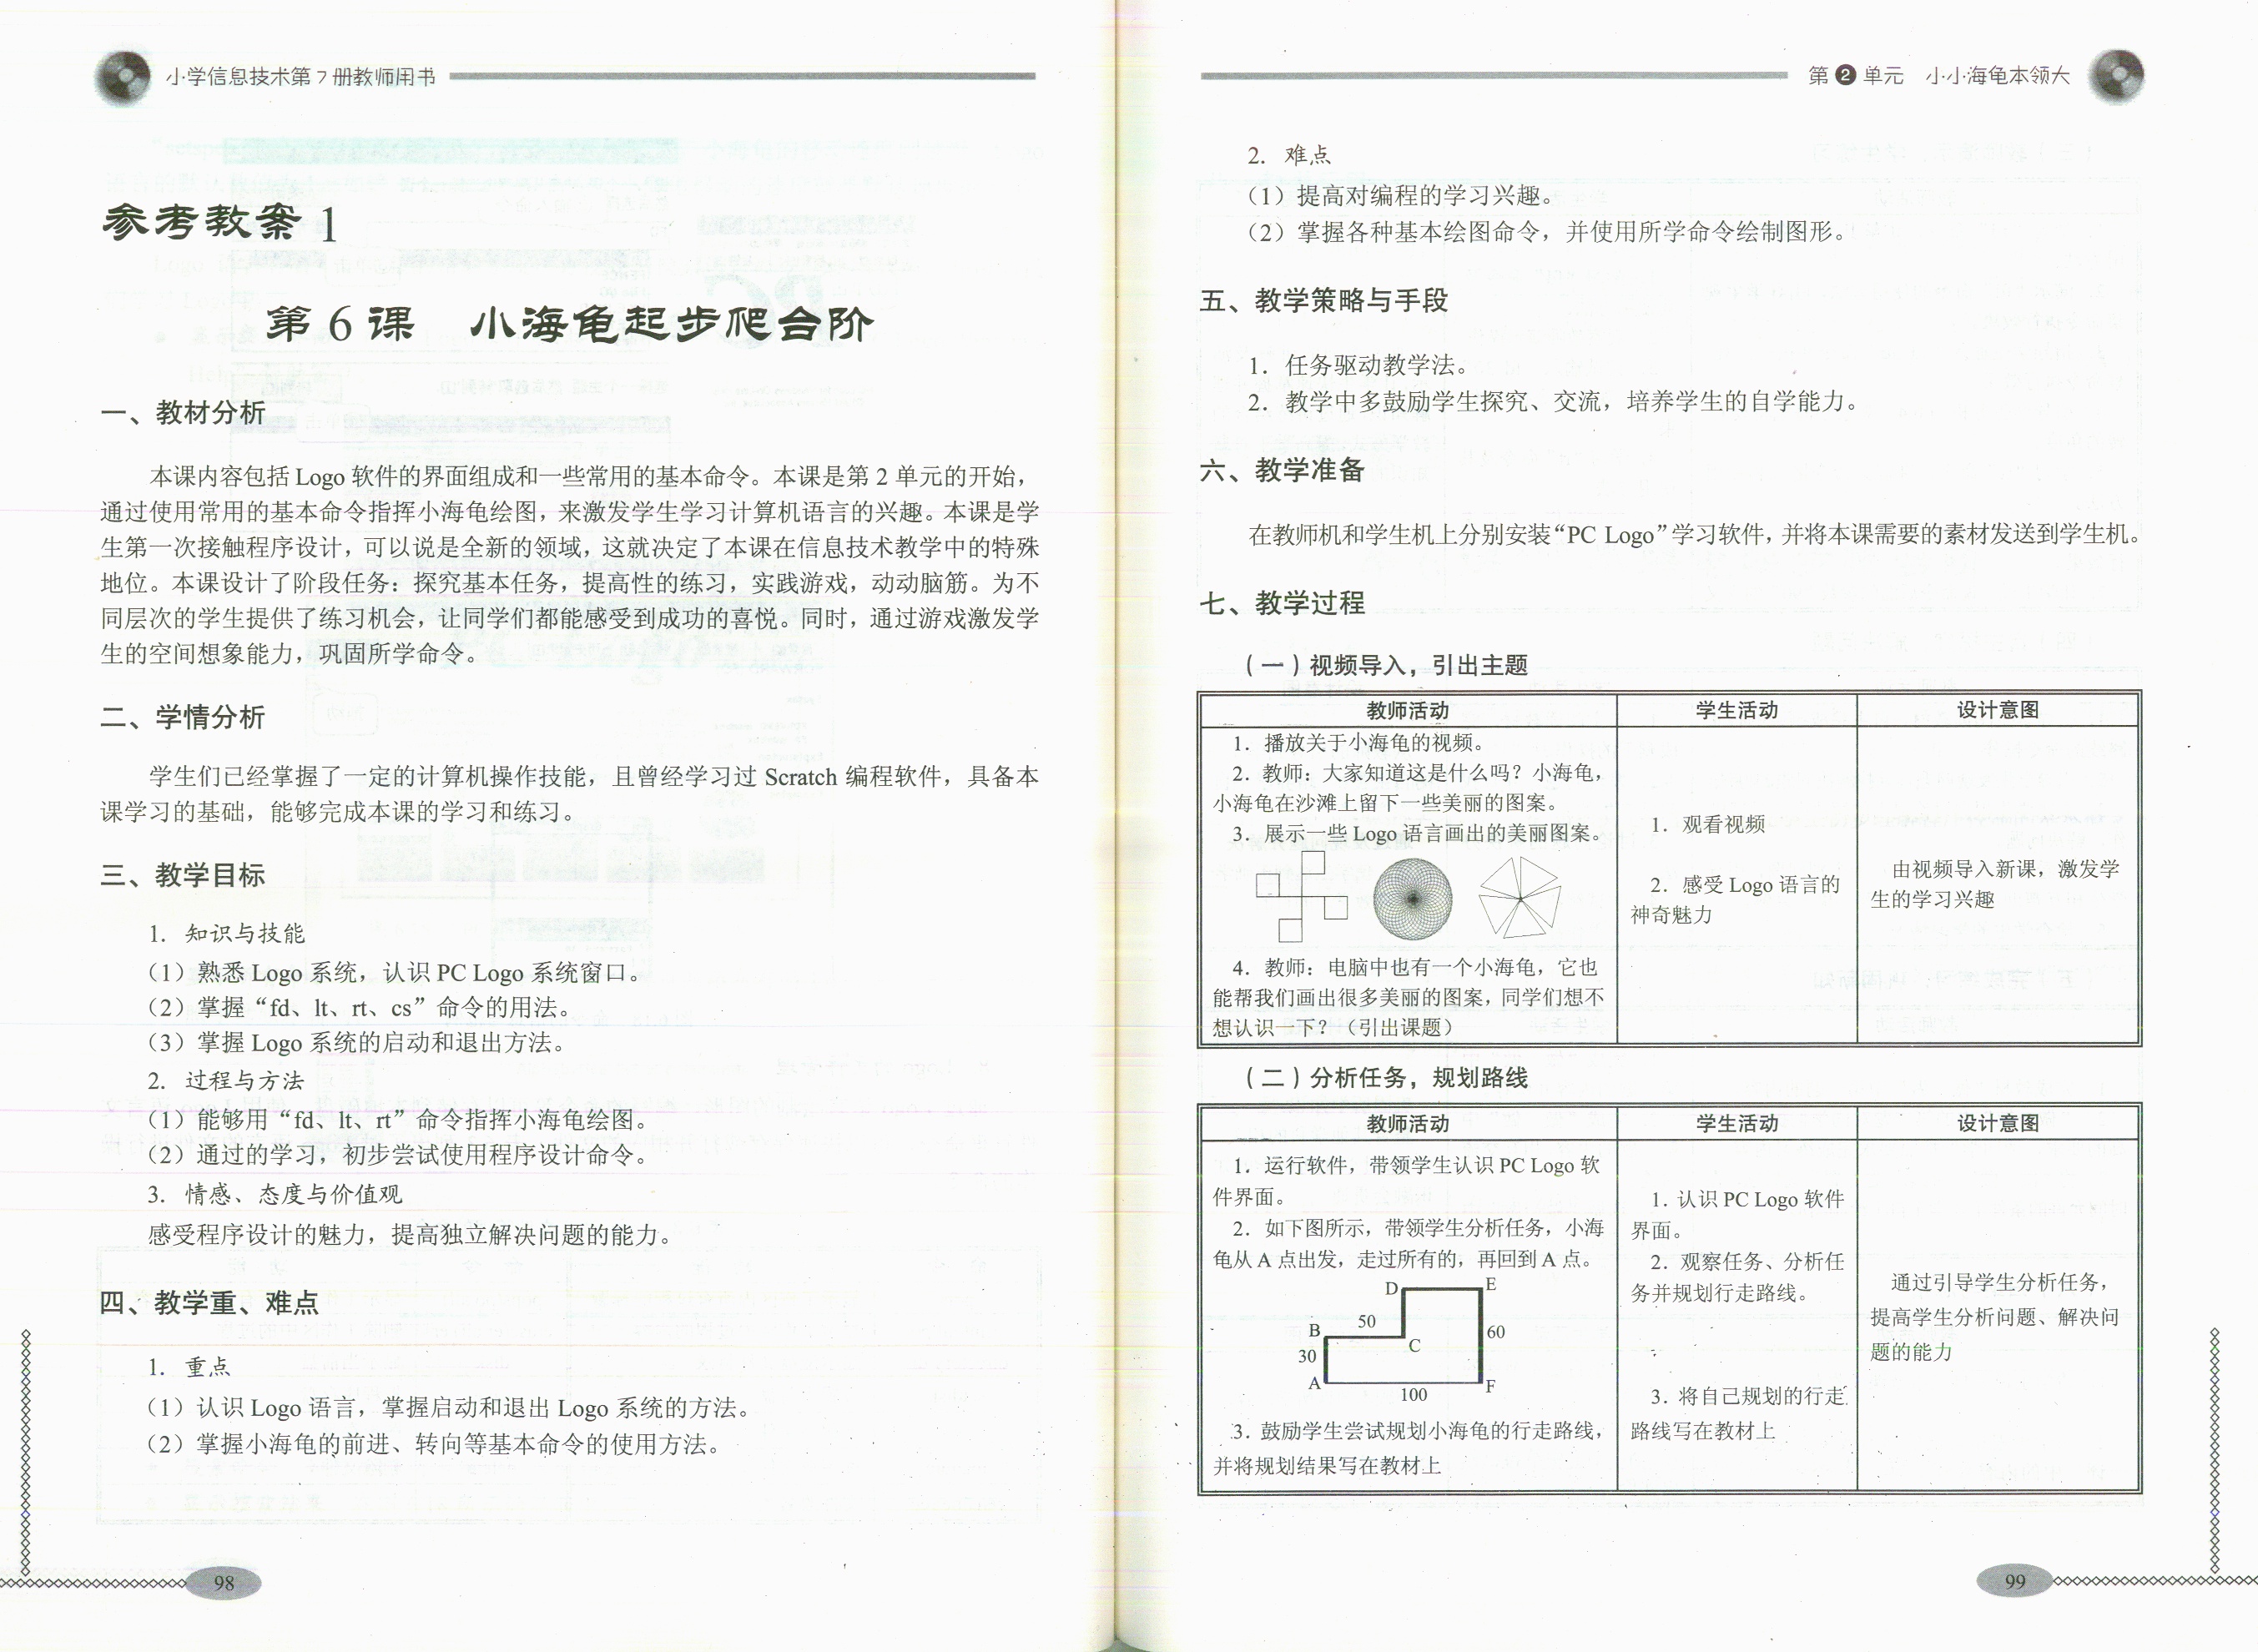 小学信息技术第7册教师用书
参考教案 1
第 6 课　小海龟起步爬台阶
一、教材分析
本课内容包括 Logo 软件的界面组成和一些常用的基本命令。本课是第 2 单元的开始，
通过使用常用的基本命令指挥小海龟绘图，来激发学生学习计算机语言的兴趣。本课是学
生第一次接触程序设计，可以说是全新的领域，这就决定了本课在信息技术教学中的特殊
地位。本课设计了阶段任务：探究基本任务，提高性的练习，实践游戏，动动脑筋。为不
同层次的学生提供了练习机会，让同学们都能感受到成功的喜悦。同时，通过游戏激发学
生的空间想象能力，巩固所学命令。
二、学情分析
学生们已经掌握了一定的计算机操作技能，且曾经学习过 Scratch 编程软件，具备本
课学习的基础，能够完成本课的学习和练习。
三、教学目标
1. 知识与技能
（1）熟悉 Logo 系统，认识 PC Logo 系统窗口。
（2）掌握“fd、lt、rt、cs”命令的用法。
（3）掌握 Logo 系统的启动和退出方法。
2. 过程与方法
（1）能够用“fd、lt、rt”命令指挥小海龟绘图。
（2）通过的学习，初步尝试使用程序设计命令。
3. 情感、态度与价值观
感受程序设计的魅力，提高独立解决问题的能力。
四、教学重、难点
1. 重点
（1）认识 Logo 语言，掌握启动和退出 Logo 系统的方法。
（2）掌握小海龟的前进、转向等基本命令的使用方法。
98
第 2 单元　小小海龟本领大
2. 难点
（1）提高对编程的学习兴趣。
（2）掌握各种基本绘图命令，并使用所学命令绘制图形。
五、教学策略与手段
1. 任务驱动教学法。
2. 教学中多鼓励学生探究、交流，培养学生的自学能力。
六、教学准备
在教师机和学生机上分别安装“PC Logo”学习软件，并将本课需要的素材发送到学生机。
七、教学过程
（一）视频导入，引出主题
教师活动
学生活动
设计意图
1. 播放关于小海龟的视频。
2. 教师：大家知道这是什么吗？小海龟，
小海龟在沙滩上留下一些美丽的图案。
3. 展示一些 Logo 语言画出的美丽图案。
4. 教师：电脑中也有一个小海龟，它也
能帮我们画出很多美丽的图案，同学们想不
想认识一下？（引出课题）
1. 观看视频
2. 感受 Logo 语言的
神奇魅力
由视频导入新课，激发学
生的学习兴趣
（二）分析任务，规划路线
教师活动
学生活动
设计意图
1. 运行软件，带领学生认识 PC Logo 软
件界面。
2. 如下图所示，带领学生分析任务，小海
龟从 A 点出发，走过所有的，再回到 A 点。
D
E
50
B
C
60
30
A
F
100
3. 鼓励学生尝试规划小海龟的行走路线，
并将规划结果写在教材上
1. 认识 PC Logo 软件
界面。
2. 观察任务、分析任
务并规划行走路线。
3. 将自己规划的行走
路线写在教材上
通过引导学生分析任务，
提高学生分析问题、解决问
题的能力
99